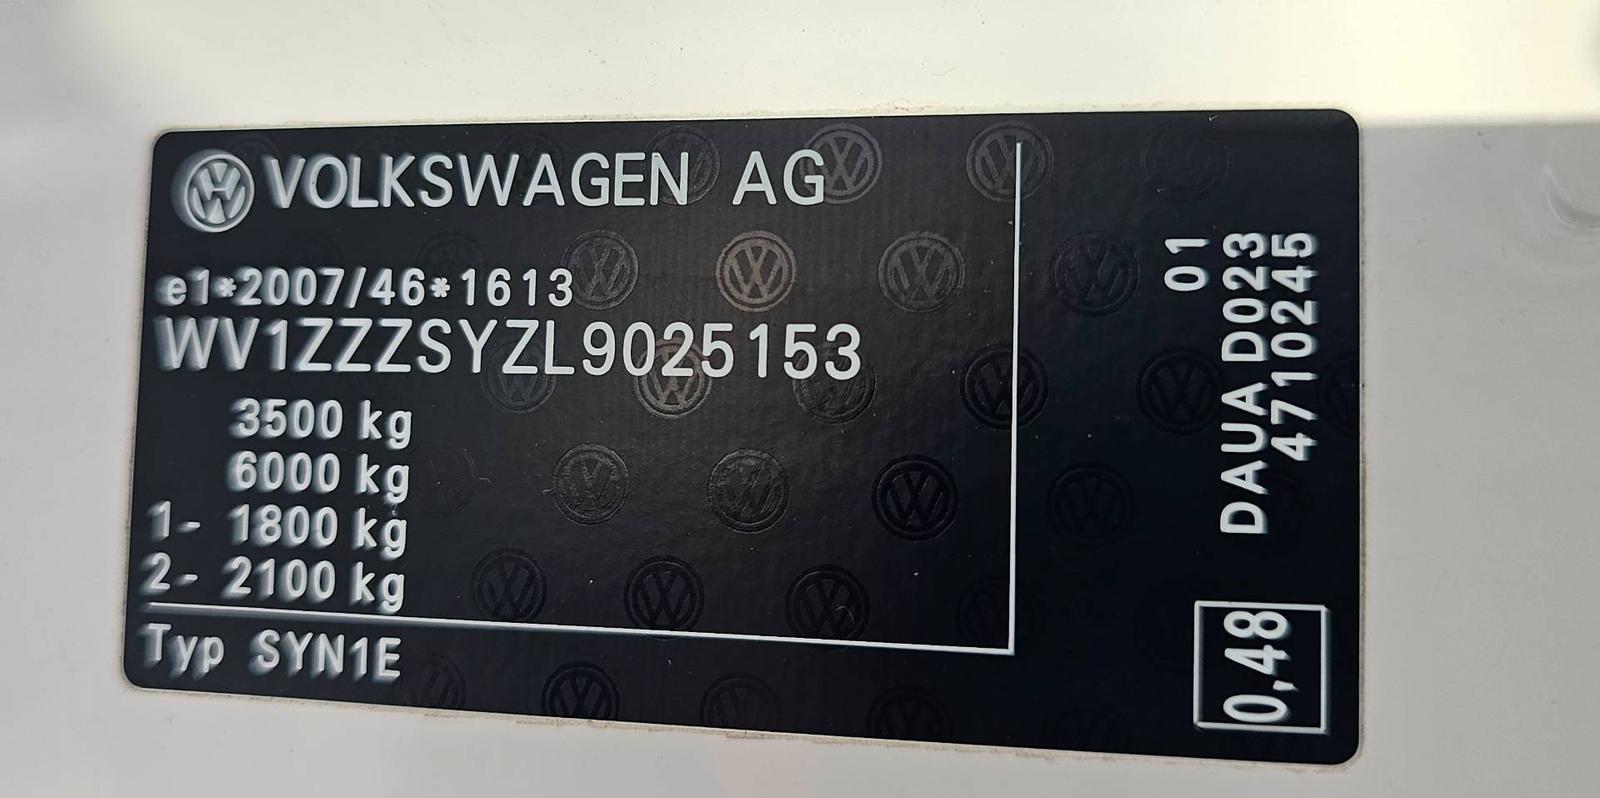 VOLKSWAGEN AG
e1*2007/46*1613
WV1ZZZSYZL9025153
3500 kg
6000 kg
1- 1800 kg
2- 2100 kg
Typ SYN1E
01
DAUA D023
4710245
0,48